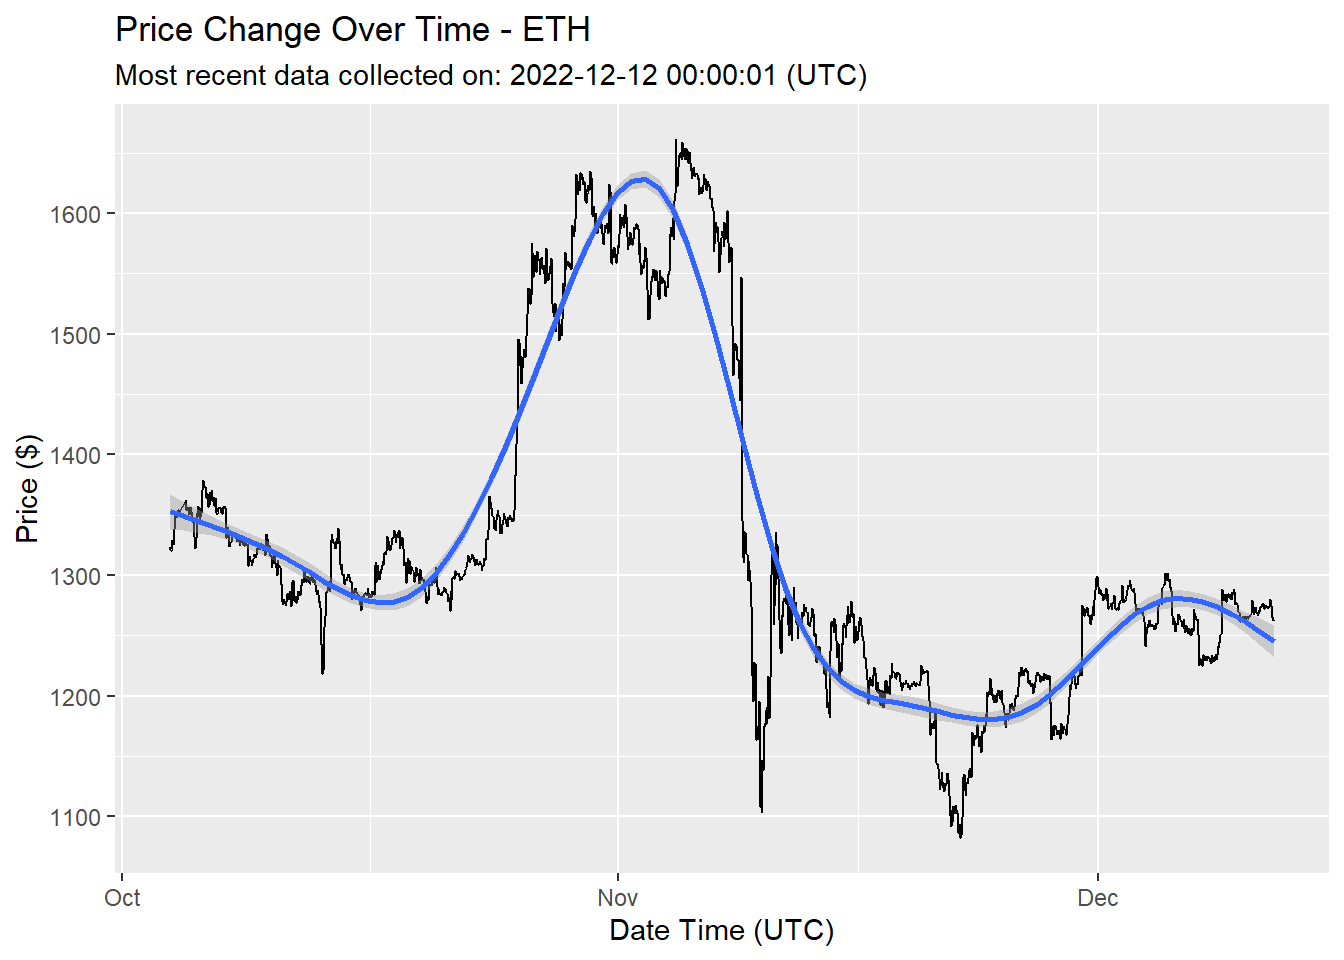 Price Change Over Time - ETH
Most recent data collected on: 2022-12-12 00:00:01 (UTC)
Price ($)
1600
1500
1400
1300
1200
1100
Oct
Nov
Dec
Date Time (UTC)